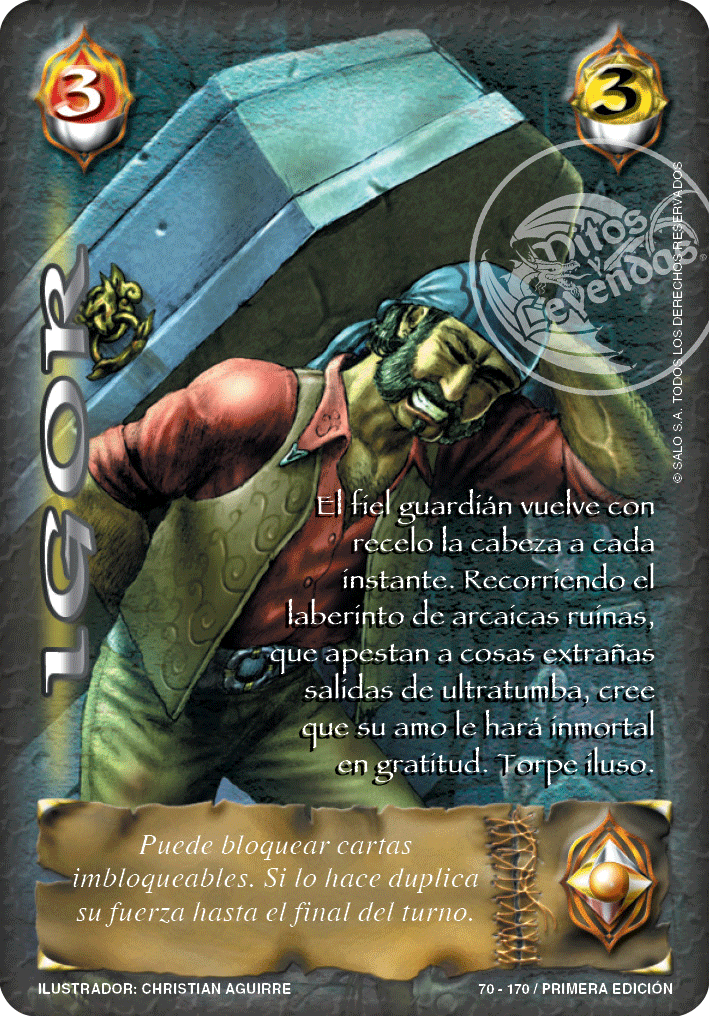 3
3
Mitos
y
Leyendas
®
© SALO S.A. TODOS LOS DERECHOS RESERVADOS
IGOR
El fiel guardián vuelve con
recelo la cabeza a cada
instante. Recorriendo el
laberinto de arcaicas ruinas,
que apestan a cosas extrañas
salidas de ultratumba, cree
que su amo le hará inmortal
en gratitud. Torpe iluso.
Puede bloquear cartas
imbloqueables. Si lo hace duplica
su fuerza hasta el final del turno.
ILUSTRADOR: CHRISTIAN AGUIRRE
70 - 170 / PRIMERA EDICIÓN